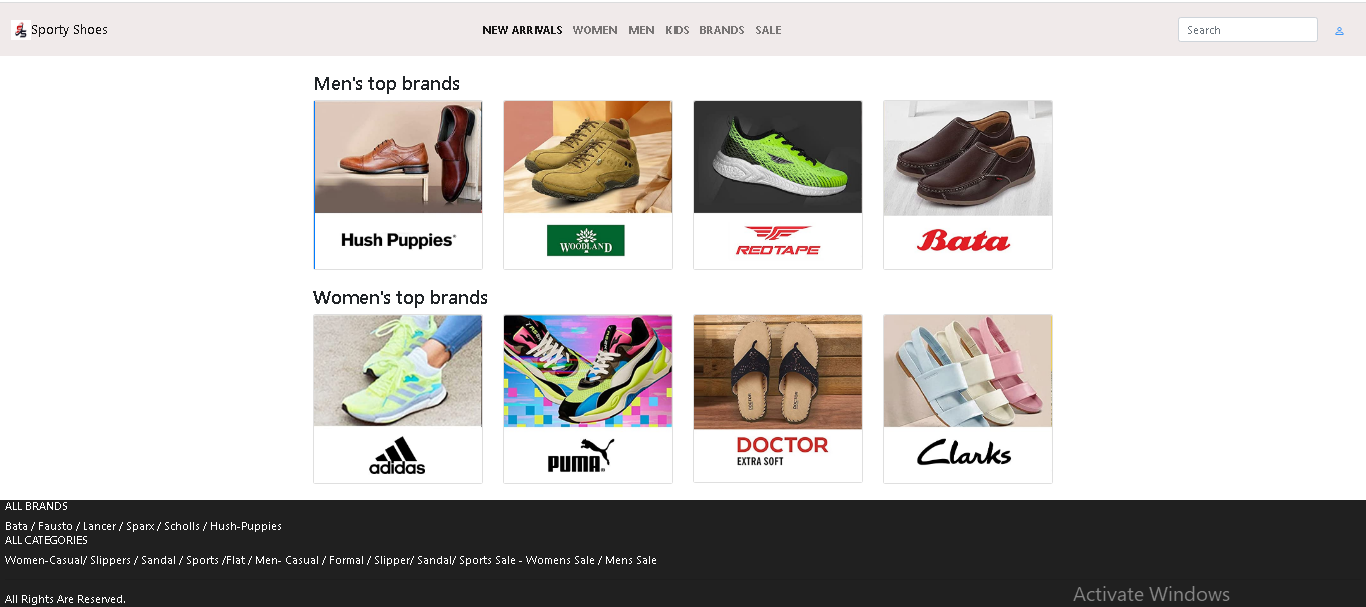 Sporty Shoes
NEW ARRIVALS WOMEN MEN KIDS BRANDS SALE
Search
Men's top brands
Hush Puppies
WOODLAND
REDTAPE
Bata
Women's top brands
adidas
PUMA
DOCTOR
EXTRA SOFT
Clarks
ALL BRANDS
Bata / Fausto / Lancer / Sparx / Scholls / Hush-Puppies
ALL CATEGORIES
Women-Casual/ Slippers / Sandal / Sports /Flat / Men- Casual / Formal / Slipper/ Sandal/ Sports Sale - Womens Sale / Mens Sale
All Rights Are Reserved.
Activate Windows